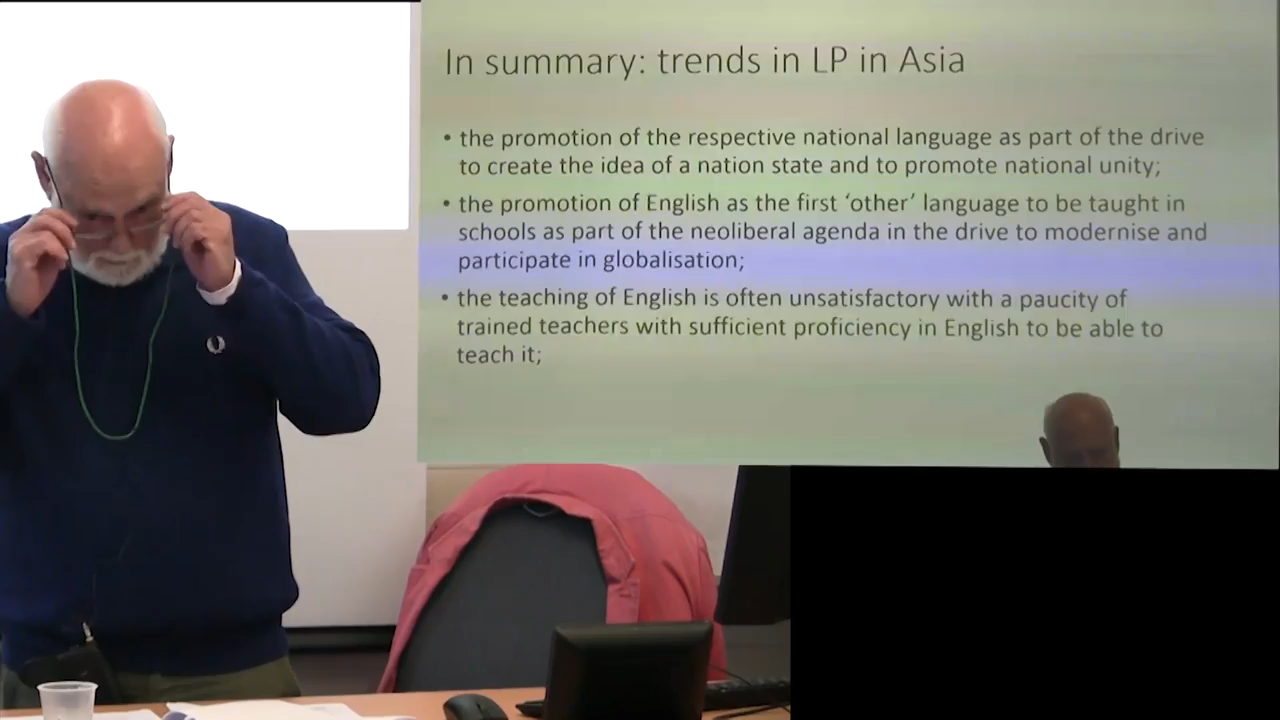 In summary: trends in LP in Asia
• the promotion of the respective national language as part of the drive
to create the idea of a nation state and to promote national unity;
• the promotion of English as the first ‘other’ language to be taught in
schools as part of the neoliberal agenda in the drive to modernise and
participate in globalisation;
• the teaching of English is often unsatisfactory with a paucity of
trained teachers with sufficient proficiency in English to be able to
teach it;